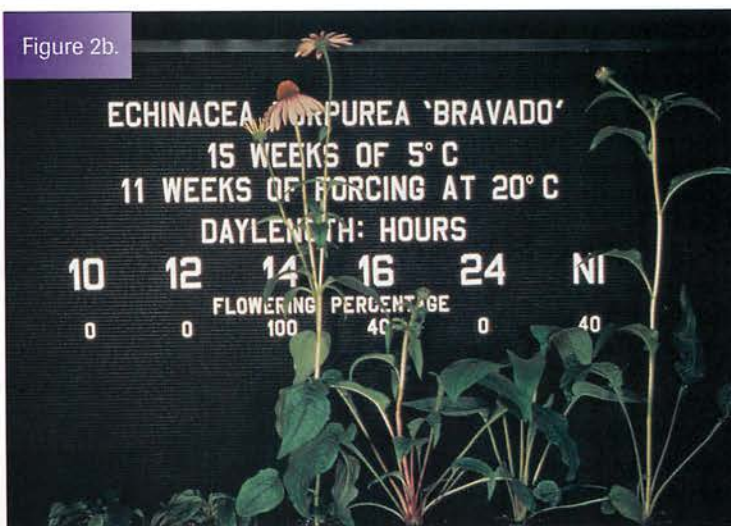 Figure 2b.
ECHINACEA PURPUREA 'BRAVADO'
15 WEEKS OF 5° C
11 WEEKS OF FORCING AT 20° C
DAYLENGTH: HOURS
10 12 14 16 24 NI
FLOWERING PERCENTAGE
0 0 100 40 0 40